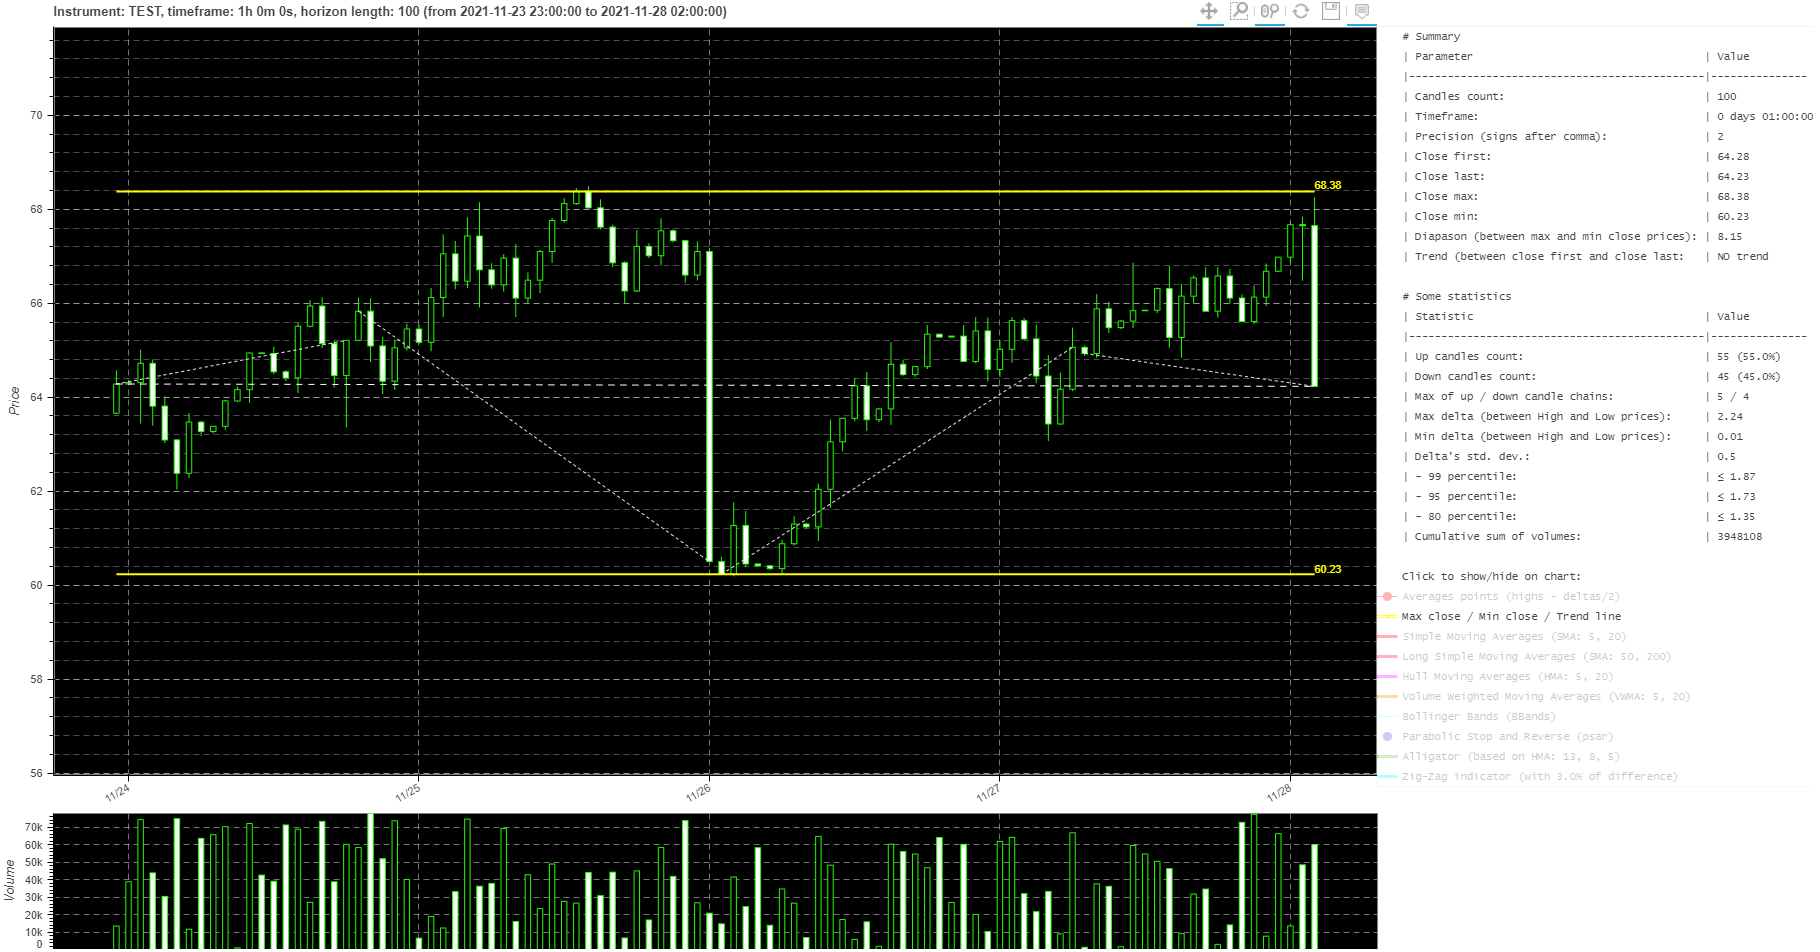 Instrument: TEST, timeframe: 1h 0m 0s, horizon length: 100 (from 2021-11-23 23:00:00 to 2021-11-28 02:00:00)
Price
70
68
66
64
62
60
58
56
68.38
60.23
11/24
11/25
11/26
11/27
11/28
Volume
70k
60k
50k
40k
30k
20k
10k
0
# Summary
| Parameter | Value
|----------------------------------------------|---------------
| Candles count: | 100
| Timeframe: | 0 days 01:00:00
| Precision (signs after comma): | 2
| Close first: | 64.28
| Close last: | 64.23
| Close max: | 68.38
| Close min: | 60.23
| Diapason (between max and min close prices): | 8.15
| Trend (between close first and close last: | NO trend
# Some statistics
| Statistic | Value
|----------------------------------------------|---------------
| Up candles count: | 55 (55.0%)
| Down candles count: | 45 (45.0%)
| Max of up / down candle chains: | 5 / 4
| Max delta (between High and Low prices): | 2.24
| Min delta (between High and Low prices): | 0.01
| Delta's std. dev.: | 0.5
| - 99 percentile: | ≤ 1.87
| - 95 percentile: | ≤ 1.73
| - 80 percentile: | ≤ 1.35
| Cumulative sum of volumes: | 3948108
Click to show/hide on chart:
Averages points (highs - deltas/2)
Max close / Min close / Trend line
Simple Moving Averages (SMA: 5, 20)
Long Simple Moving Averages (SMA: 50, 200)
Hull Moving Averages (HMA: 5, 20)
Volume Weighted Moving Averages (VWMA: 5, 20)
Bollinger Bands (BBands)
Parabolic Stop and Reverse (psar)
Alligator (based on HMA: 13, 8, 5)
Zig-Zag indicator (with 3.0% of difference)